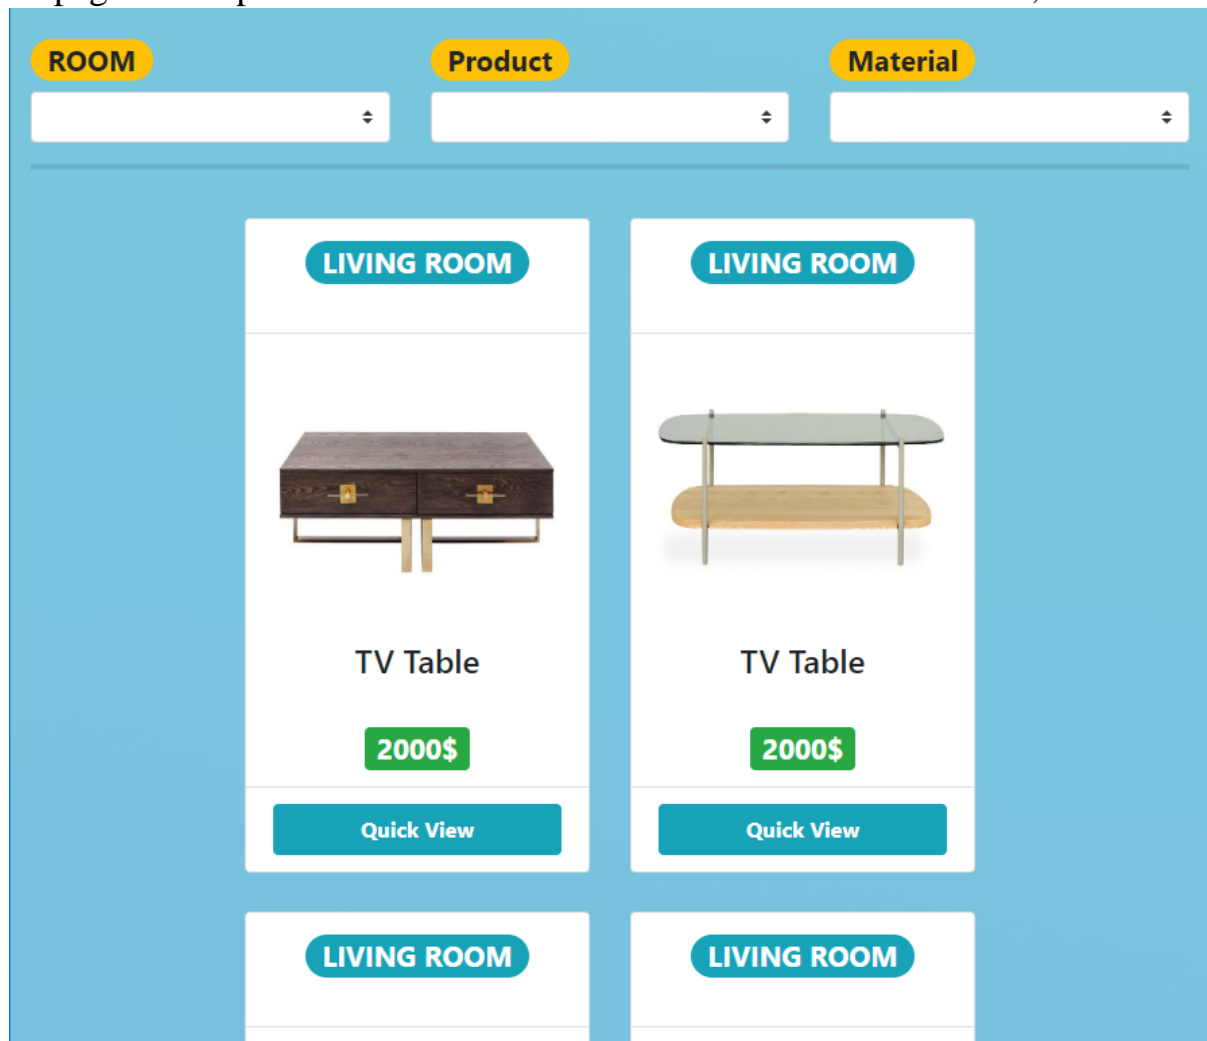 ROOM Product Material
LIVING ROOM LIVING ROOM
TV Table TV Table
2000$ 2000$
Quick View Quick View
LIVING ROOM LIVING ROOM